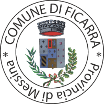 COMUNE DI FICARRA
* Provincia di Messina *